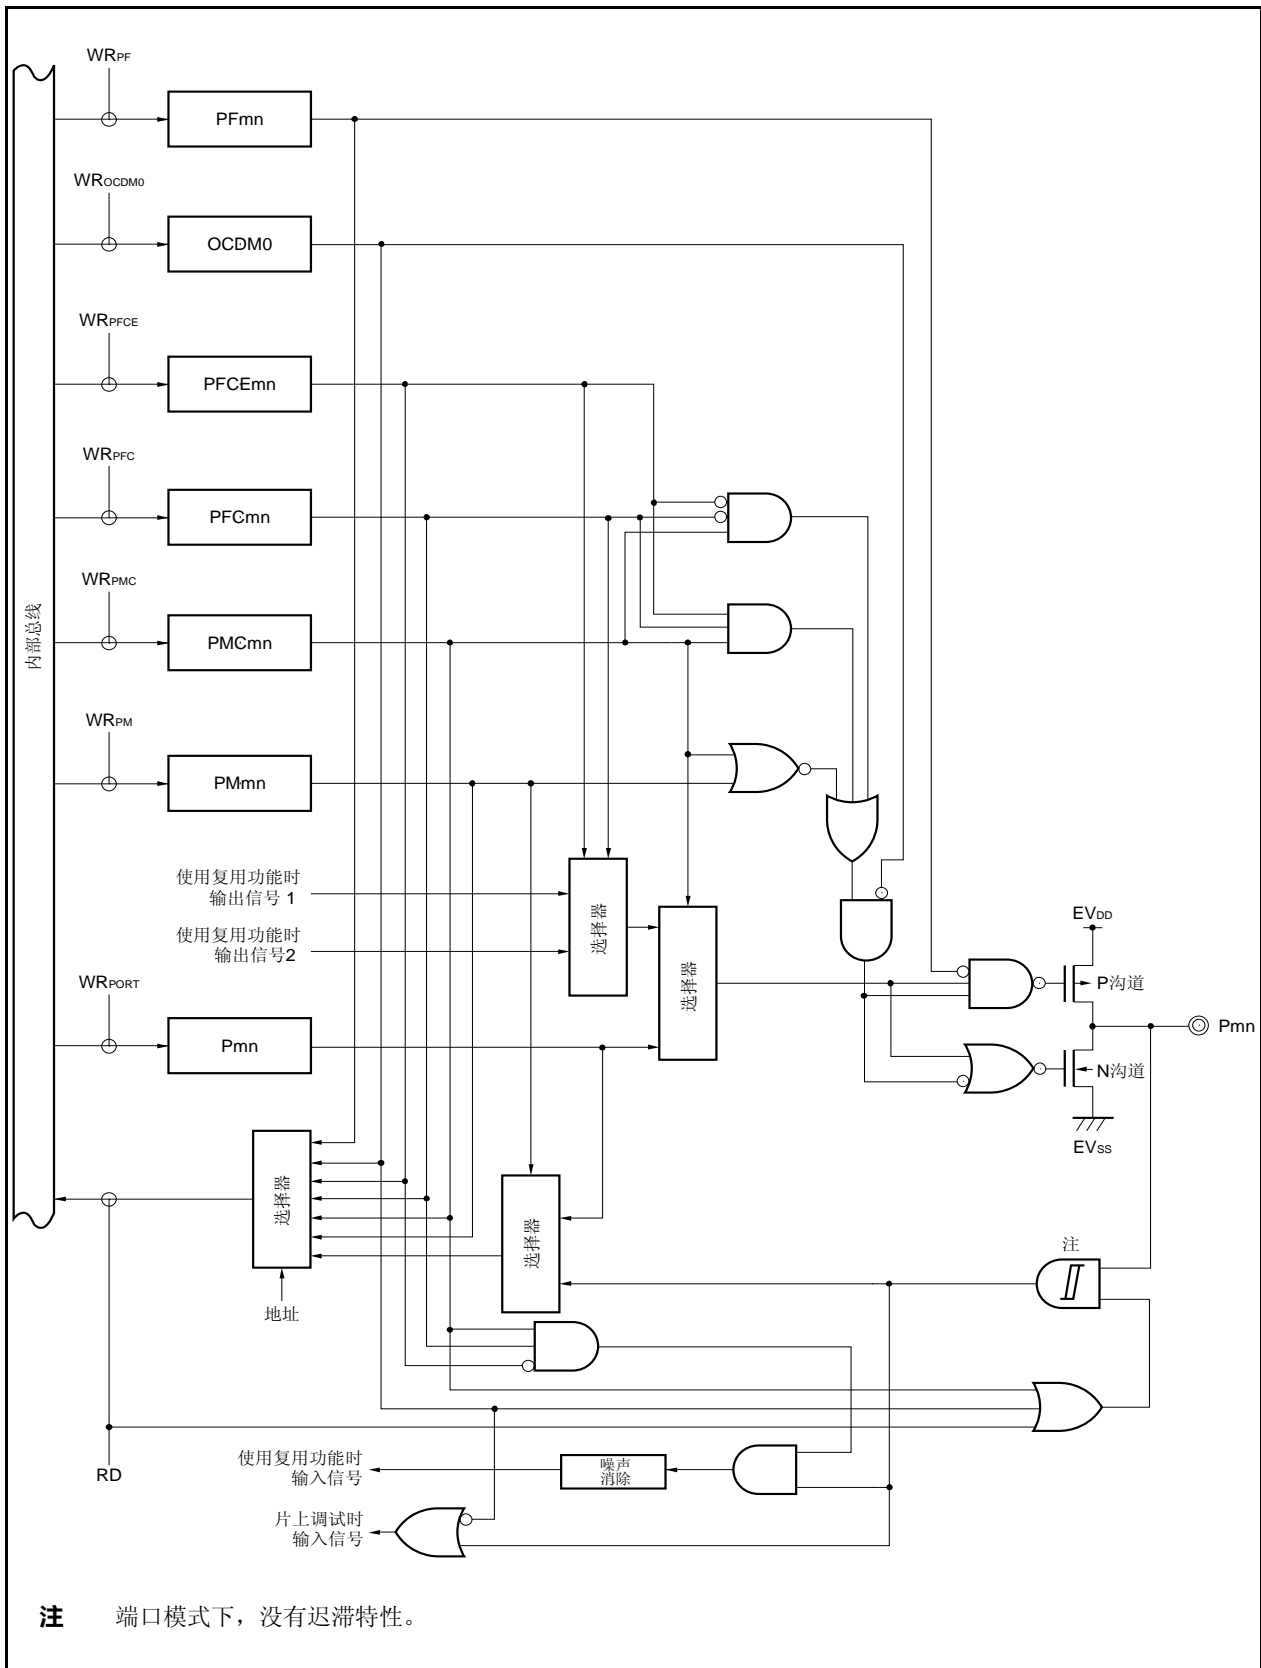 WRPF
PFmn
WROCDM0
OCDM0
WRPFCE
PFCEmn
WRPFC
PFCmn
WRPMC
PMCmn
内部总线
WRPM
PMmn
使用复用功能时
输出信号 1
使用复用功能时
输出信号2
选择器
选择器
WRPORT
Pmn
EVDD
P沟道
Pmn
N沟道
EVSS
选择器
选择器
地址
注
RD
使用复用功能时
输入信号
噪声
消除
片上调试时
输入信号
注 端口模式下，没有迟滞特性。